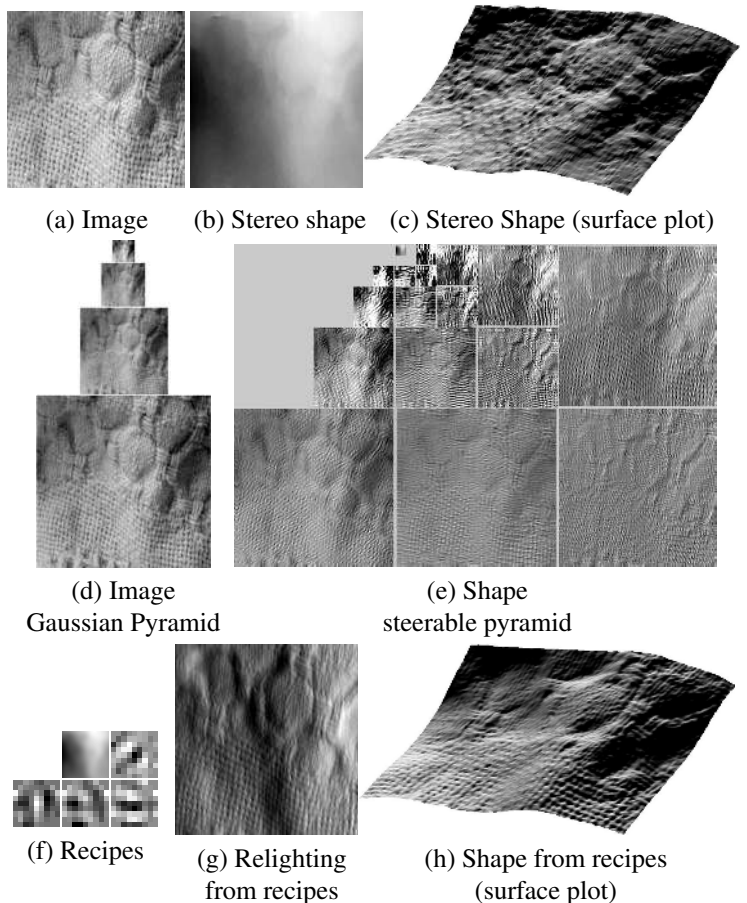 (a) Image (b) Stereo shape (c) Stereo Shape (surface plot)
(d) Image
Gaussian Pyramid
(e) Shape
steerable pyramid
(f) Recipes
(g) Relighting
from recipes
(h) Shape from recipes
(surface plot)